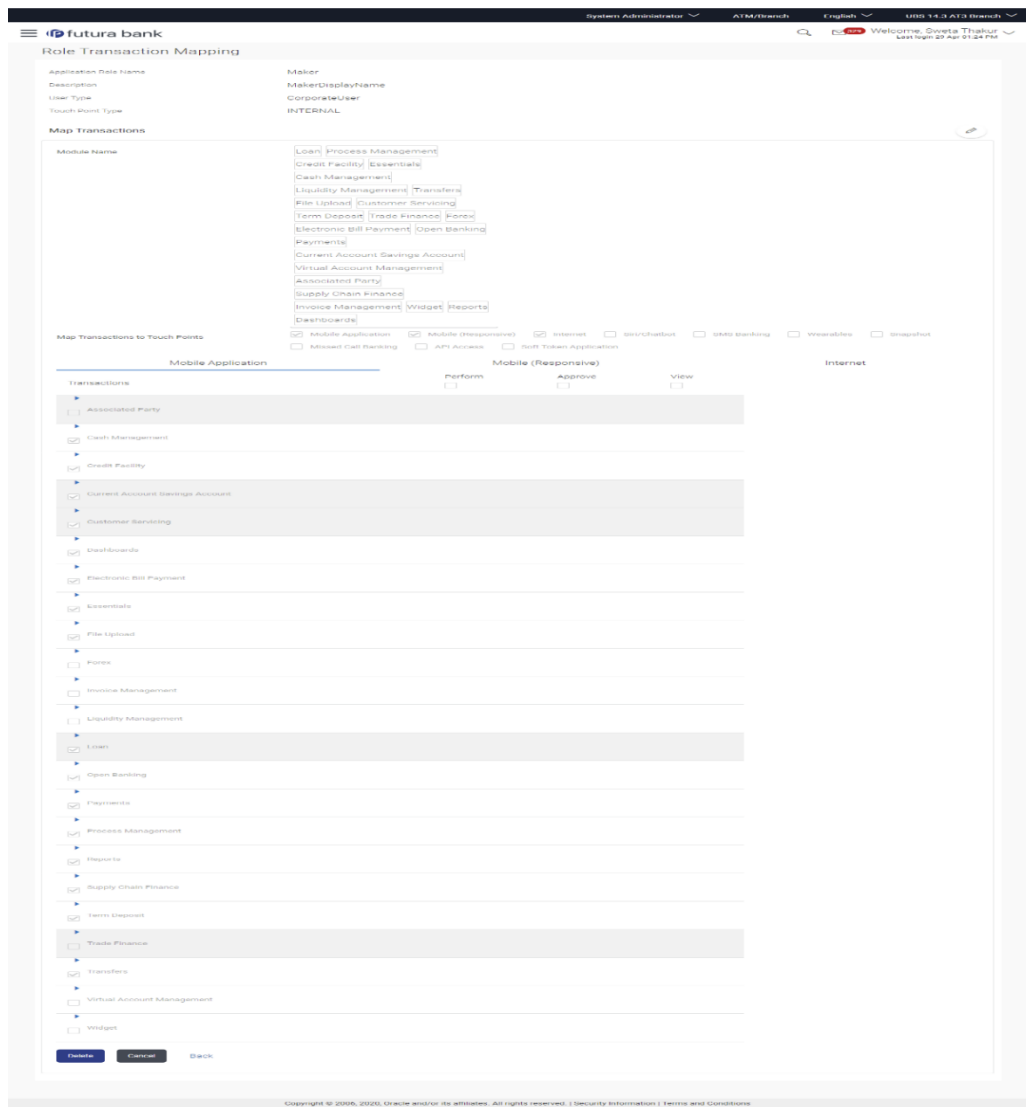 System Administrator ATM/Branch English UBS 14.3 AT3 Branch
futura bank Welcome, Sweta Thakur
Last login 29 Apr 01:24 PM
Role Transaction Mapping
Application Role Name Maker
Description MakerDisplayName
User Type CorporateUser
Touch Point Type INTERNAL
Map Transactions
Module Name Loan Process Management
Credit Facility Essentials
Cash Management
Liquidity Management Transfers
File Upload Customer Servicing
Term Deposit Trade Finance Forex
Electronic Bill Payment Open Banking
Payments
Current Account Savings Account
Virtual Account Management
Associated Party
Supply Chain Finance
Invoice Management Widget Reports
Dashboards
Map Transactions to Touch Points Mobile Application Mobile (Responsive) Internet Siri/Chatbot SMS Banking Wearables Snapshot
Missed Call Banking API Access Soft Token Application
Mobile Application Mobile (Responsive) Internet
Transactions Perform Approve View
Associated Party
Cash Management
Credit Facility
Current Account Savings Account
Customer Servicing
Dashboards
Electronic Bill Payment
Essentials
File Upload
Forex
Invoice Management
Liquidity Management
Loan
Open Banking
Payments
Process Management
Reports
Supply Chain Finance
Term Deposit
Trade Finance
Transfers
Virtual Account Management
Widget
Delete Cancel Back
Copyright © 2006, 2020, Oracle and/or its affiliates. All rights reserved. | Security Information | Terms and Conditions